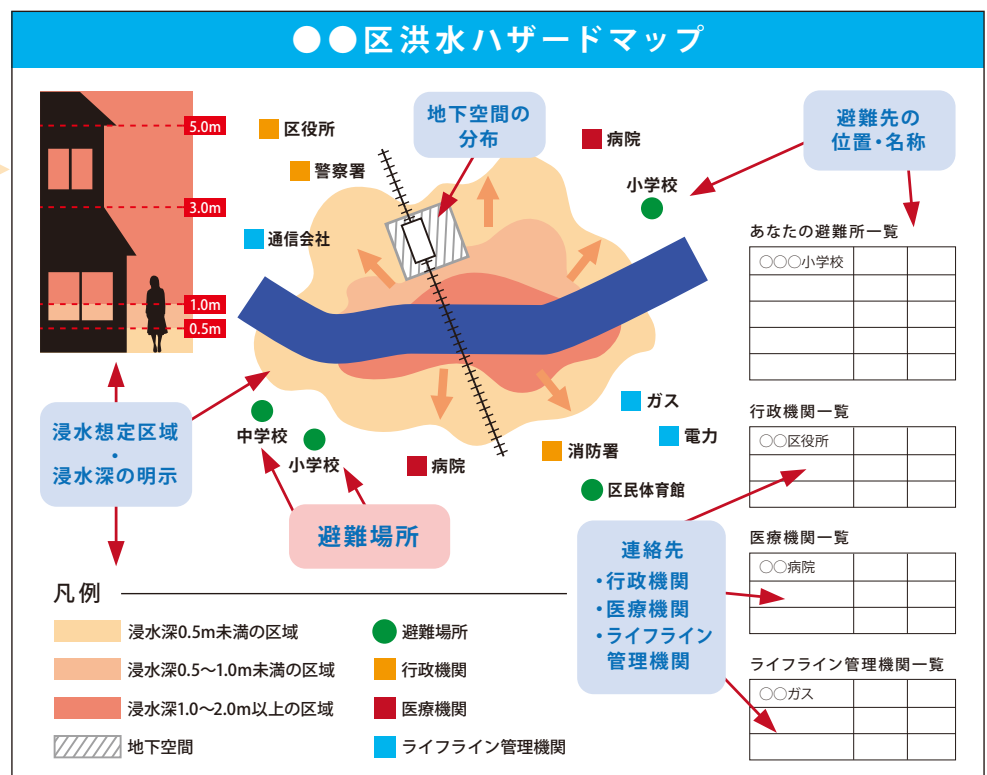 ●●区洪水ハザードマップ
5.0m
3.0m
1.0m
0.5m
区役所
警察署
通信会社
地下空間の
分布
病院
小学校
避難先の
位置・名称
あなたの避難所一覧
○○○小学校
浸水想定区域
・
浸水深の明示
中学校
小学校
避難場所
病院
消防署
ガス
電力
区民体育館
行政機関一覧
○○区役所
連絡先
・行政機関
・医療機関
・ライフライン
管理機関
医療機関一覧
○○病院
ライフライン管理機関一覧
○○ガス
凡例
浸水深0.5m未満の区域
浸水深0.5〜1.0m未満の区域
浸水深1.0〜2.0m以上の区域
地下空間
避難場所
行政機関
医療機関
ライフライン管理機関